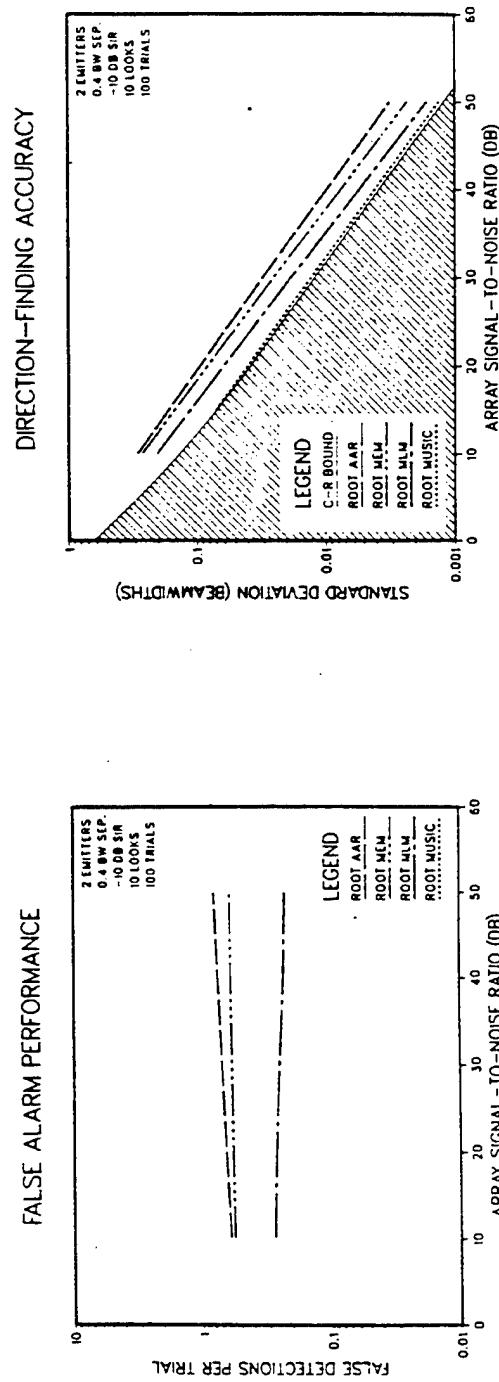 FALSE ALARM PERFORMANCE
2 EMITTERS
0.4 BW SEP.
-10 DB SIR
10 LOOKS
100 TRIALS
FALSE DETECTIONS PER TRIAL
10
1
0.1
0.01
LEGEND
ROOT AAR
ROOT MEM
ROOT MLM
ROOT MUSIC
0
10
20
30
40
50
60
ARRAY SIGNAL-TO-NOISE RATIO (DB)
DIRECTION-FINDING ACCURACY
2 EMITTERS
0.4 BW SEP.
-10 DB SIR
10 LOOKS
100 TRIALS
STANDARD DEVIATION (BEAMWIDTHS)
1
0.1
0.01
0.001
LEGEND
C-R BOUND
ROOT AAR
ROOT MEM
ROOT MLM
ROOT MUSIC
0
10
20
30
40
50
60
ARRAY SIGNAL-TO-NOISE RATIO (DB)